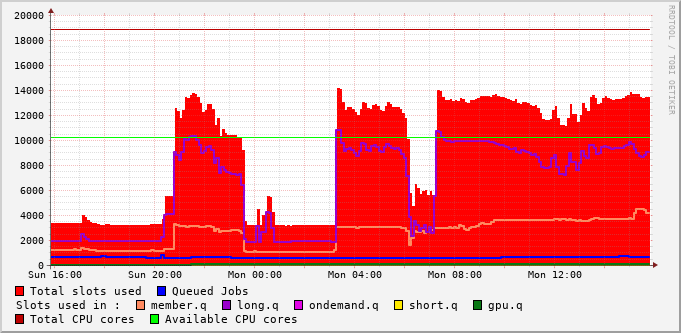 RRDTOOL / TOBI OETIKER
20000
18000
16000
14000
12000
10000
8000
6000
4000
2000
0
Sun 16:00 Sun 20:00 Mon 00:00 Mon 04:00 Mon 08:00 Mon 12:00
Total slots used Queued Jobs
Slots used in : member.q long.q ondemand.q short.q gpu.q
Total CPU cores Available CPU cores